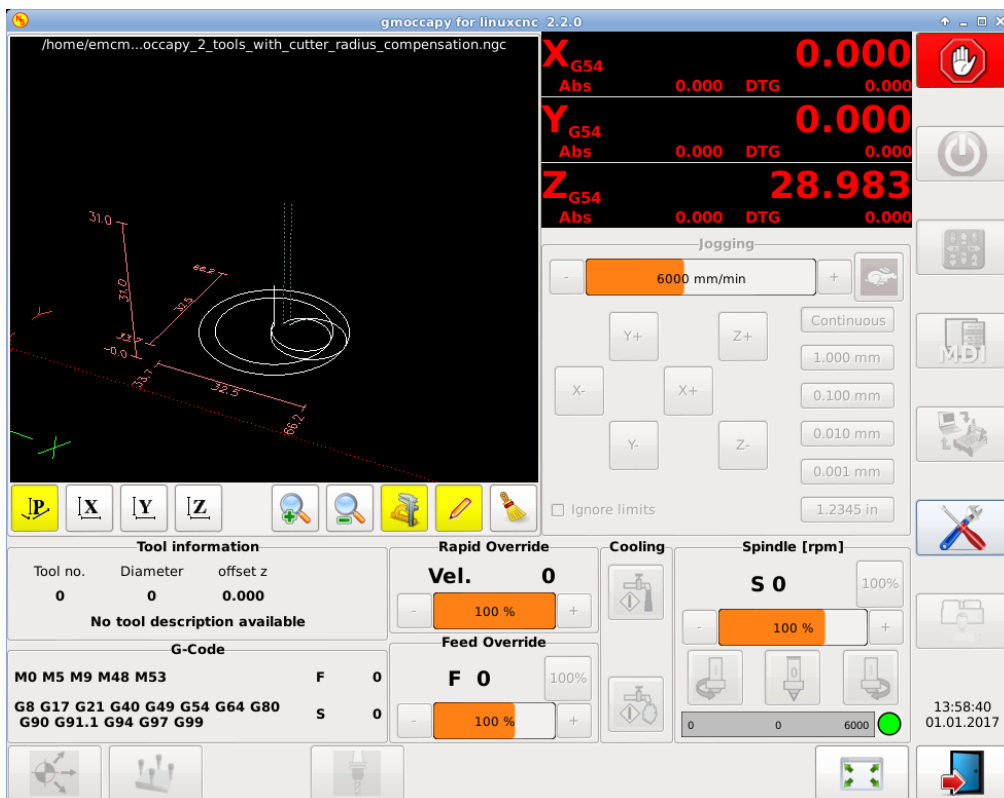 gmoccapy for linuxcnc 2.2.0
/home/emcm...occapy_2_tools_with_cutter_radius_compensation.ngc
X G54 0.000
Abs 0.000 DTG 0.000
Y G54 0.000
Abs 0.000 DTG 0.000
Z G54 28.983
Abs 0.000 DTG 0.000
31.0
31.0
-0.0
66.2
32.5
33.7
33.7
32.5
66.2
Y
X
Jogging
- 6000 mm/min +
Y+ Z+
X- X+
Y- Z-
Continuous
1.000 mm
0.100 mm
0.010 mm
0.001 mm
1.2345 in
Ignore limits
MDI
P X Y Z
Tool information
Tool no. Diameter offset z
0 0 0.000
No tool description available
G-Code
M0 M5 M9 M48 M53 F 0
G8 G17 G21 G40 G49 G54 G64 G80
G90 G91.1 G94 G97 G99
S 0
Rapid Override
Vel. 0
- 100 % +
Feed Override
F 0 100%
- 100 % +
Cooling
Spindle [rpm]
S 0 100%
- 100 % +
I 0 I
0 0 6000
13:58:40
01.01.2017